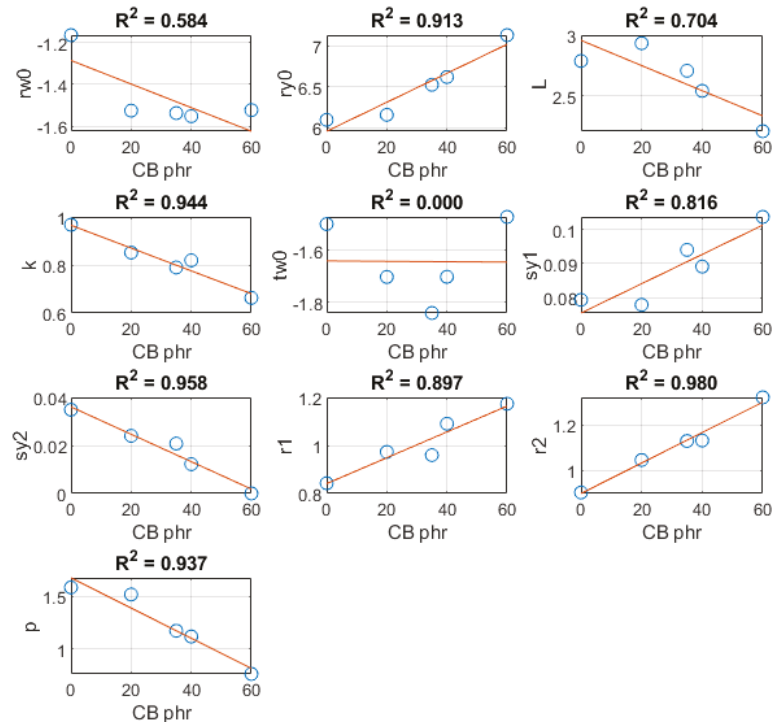 R² = 0.584
R² = 0.913
R² = 0.704
-1.2
-1.4
-1.6
rw0
0 20 40 60
CB phr
7
6.5
6
ry0
0 20 40 60
CB phr
3
2.5
L
0 20 40 60
CB phr
R² = 0.944
R² = 0.000
R² = 0.816
1
0.8
0.6
k
0 20 40 60
CB phr
-1.6
-1.8
tw0
0 20 40 60
CB phr
0.1
0.09
0.08
sy1
0 20 40 60
CB phr
R² = 0.958
R² = 0.897
R² = 0.980
0.04
0.02
0
sy2
0 20 40 60
CB phr
1.2
1
0.8
r1
0 20 40 60
CB phr
1.2
1
r2
0 20 40 60
CB phr
R² = 0.937
1.5
1
p
0 20 40 60
CB phr